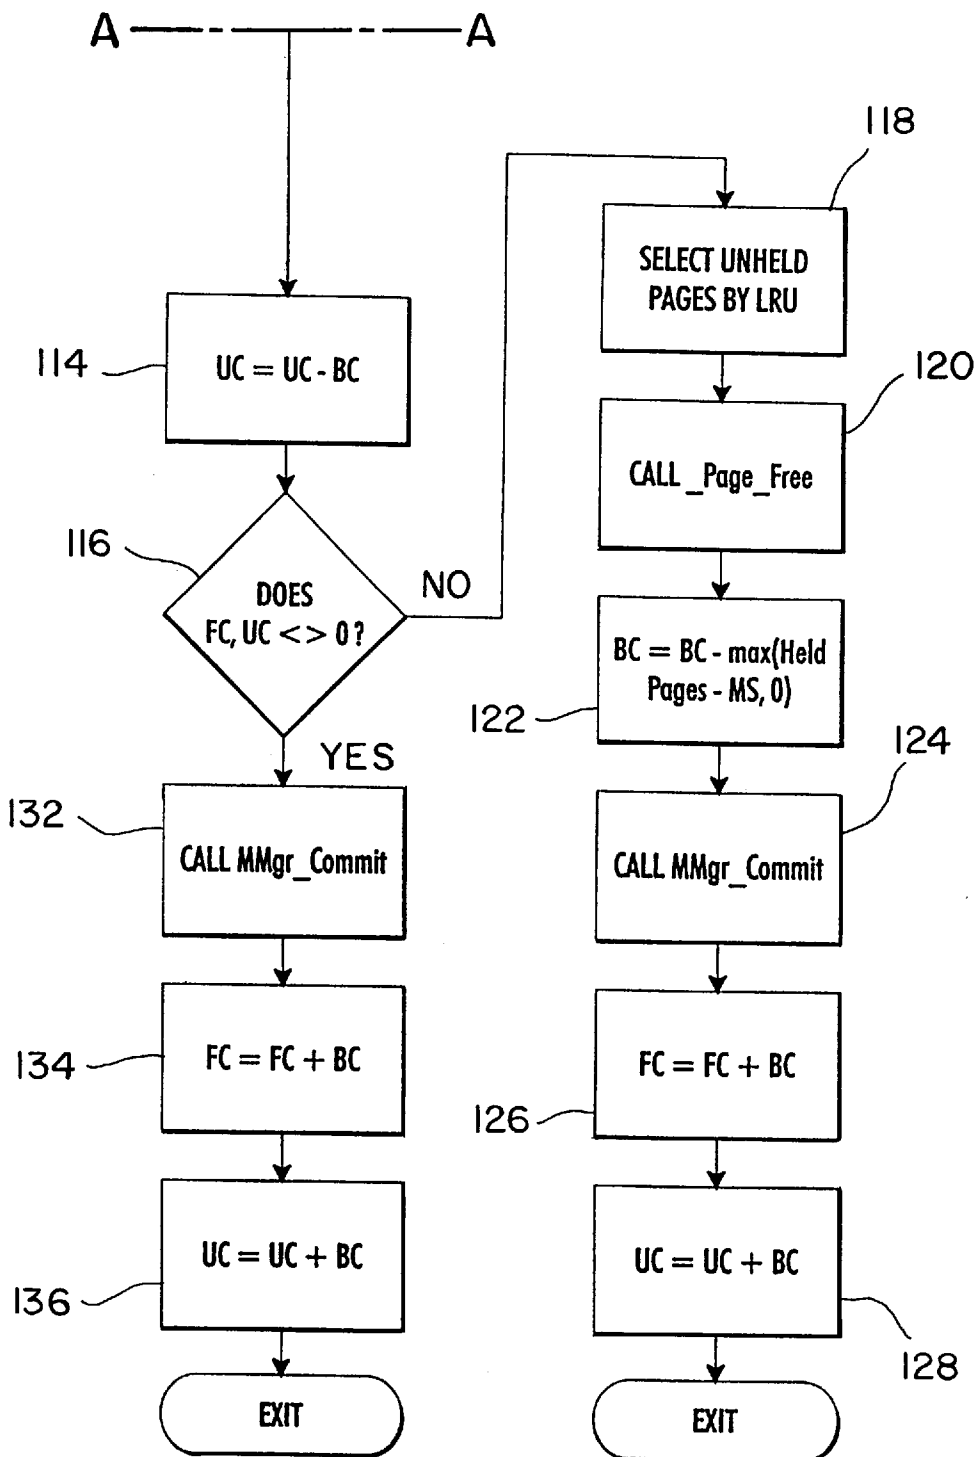 A A
114
UC = UC - BC
116
DOES
FC, UC < > 0?
NO
YES
132
CALL MMgr_Commit
134
FC = FC + BC
136
UC = UC + BC
EXIT
118
SELECT UNHELD
PAGES BY LRU
120
CALL _Page_Free
BC = BC - max(Held
Pages - MS, 0)
122
124
CALL MMgr_Commit
FC = FC + BC
126
UC = UC + BC
128
EXIT